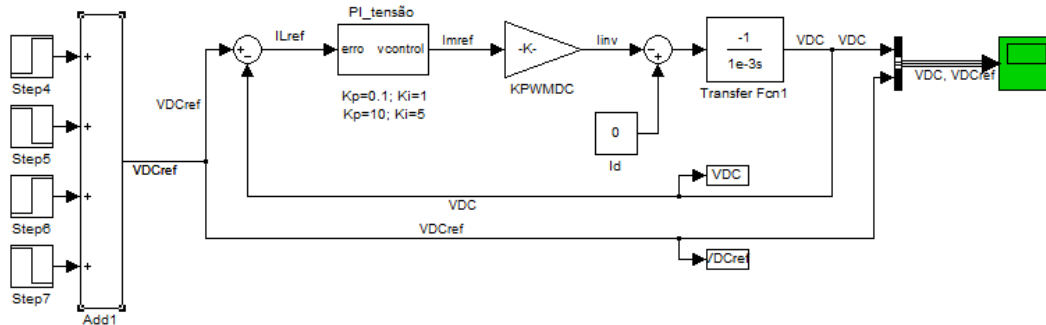 Step4
Step5
Step6
Step7
+
+
+
+
Add1
VDCref
VDCref
+
−
ILref
PI_tensão
erro vcontrol
Kp=0.1; Ki=1
Kp=10; Ki=5
Imref
-K-
KPWMDC
Iinv
−
+
0
Id
-1
1e-3s
Transfer Fcn1
VDC
VDC
VDC, VDCref
VDC
VDC
VDCref
VDCref